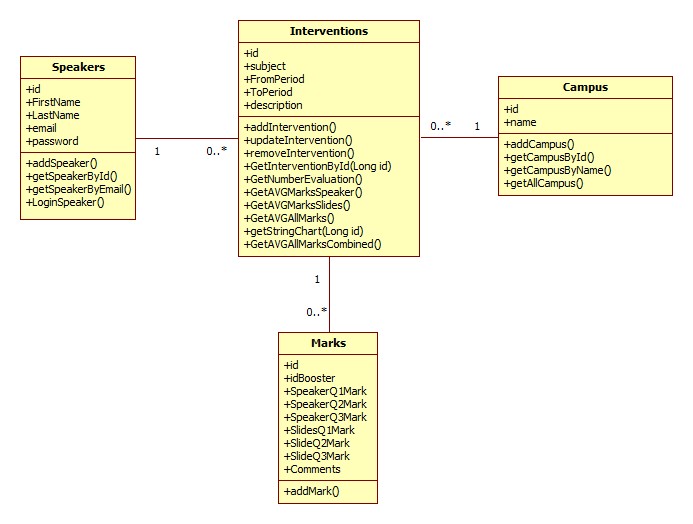 Interventions
+id
+subject
+FromPeriod
+ToPeriod
+description
+addIntervention()
+updateIntervention()
+removeIntervention()
+GetInterventionById(Long id)
+GetNumberEvaluation()
+GetAVGMarksSpeaker()
+GetAVGMarksSlides()
+GetAVGAllMarks()
+getStringChart(Long id)
+GetAVGAllMarksCombined()
Speakers
+id
+FirstName
+LastName
+email
+password
+addSpeaker()
+getSpeakerById()
+getSpeakerByEmail()
+LoginSpeaker()
1
0..*
0..*
1
Campus
+id
+name
+addCampus()
+getCampusById()
+getCampusByName()
+getAllCampus()
1
0..*
Marks
+id
+idBooster
+SpeakerQ1Mark
+SpeakerQ2Mark
+SpeakerQ3Mark
+SlidesQ1Mark
+SlideQ2Mark
+SlideQ3Mark
+Comments
+addMark()